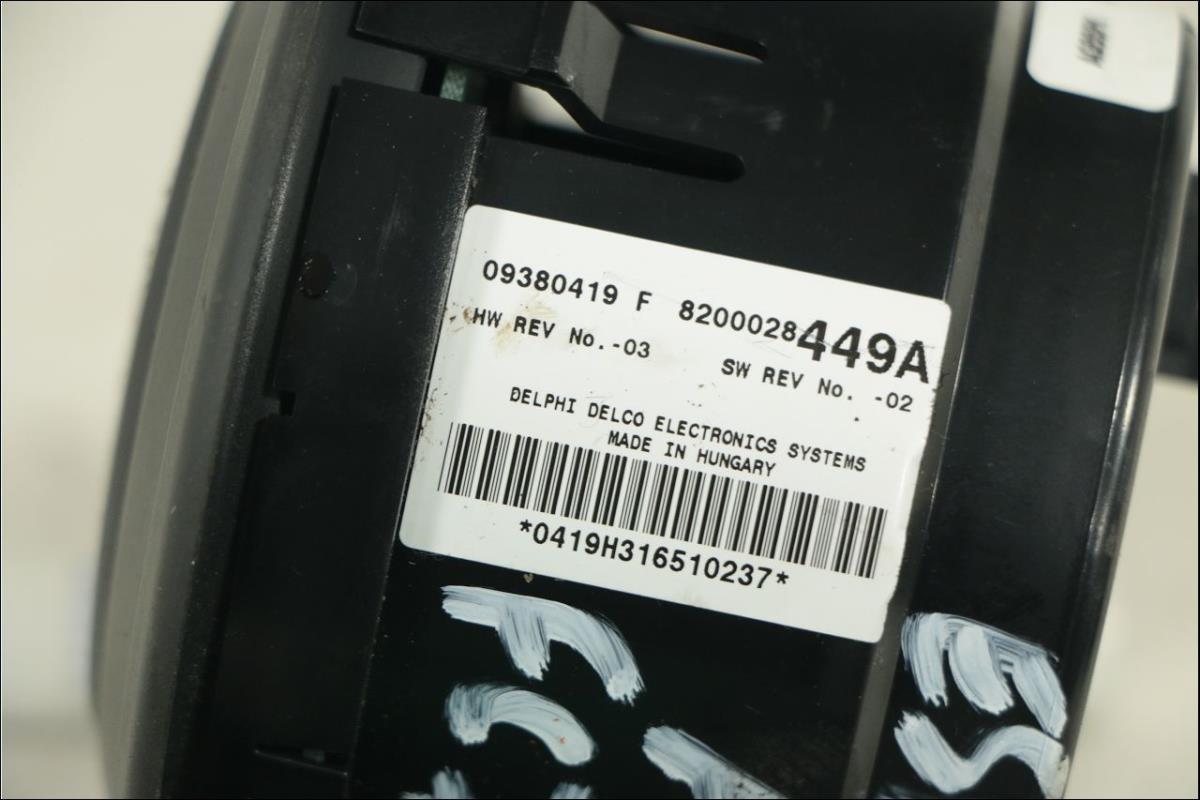 09380419 F 8200028449A
HW REV No.-03 SW REV No. -02
DELPHI DELCO ELECTRONICS SYSTEMS
MADE IN HUNGARY
*0419H316510237*